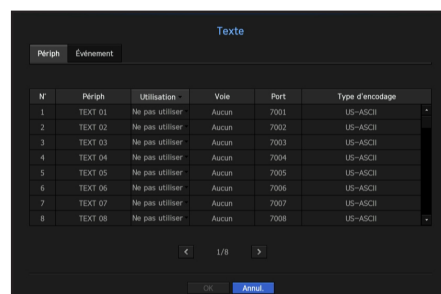 Texte
Périph Événement
N° Périph Utilisation Voie Port Type d'encodage
1 TEXT 01 Ne pas utiliser Aucun 7001 US-ASCII
2 TEXT 02 Ne pas utiliser Aucun 7002 US-ASCII
3 TEXT 03 Ne pas utiliser Aucun 7003 US-ASCII
4 TEXT 04 Ne pas utiliser Aucun 7004 US-ASCII
5 TEXT 05 Ne pas utiliser Aucun 7005 US-ASCII
6 TEXT 06 Ne pas utiliser Aucun 7006 US-ASCII
7 TEXT 07 Ne pas utiliser Aucun 7007 US-ASCII
8 TEXT 08 Ne pas utiliser Aucun 7008 US-ASCII
< 1/8 >
OK Annul.